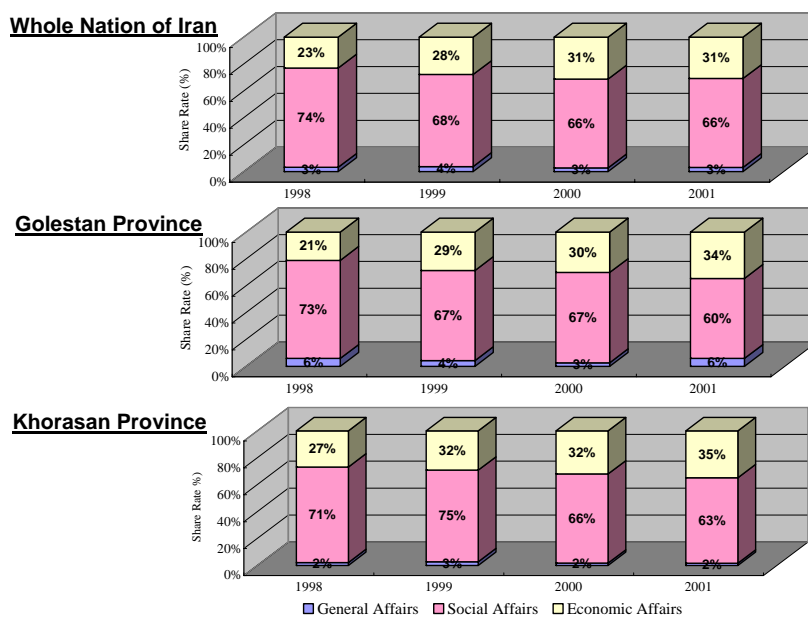 Whole Nation of Iran
Share Rate (%)
100%
80%
60%
40%
20%
0%
23% 28% 31% 31%
74% 68% 66% 66%
3% 4% 3% 3%
1998 1999 2000 2001
Golestan Province
Share Rate (%)
100%
80%
60%
40%
20%
0%
21% 29% 30% 34%
73% 67% 67% 60%
6% 4% 3% 6%
1998 1999 2000 2001
Khorasan Province
Share Rate %)
100%
80%
60%
40%
20%
0%
27% 32% 32% 35%
71% 75% 66% 63%
2% 3% 2% 2%
1998 1999 2000 2001
General Affairs Social Affairs Economic Affairs